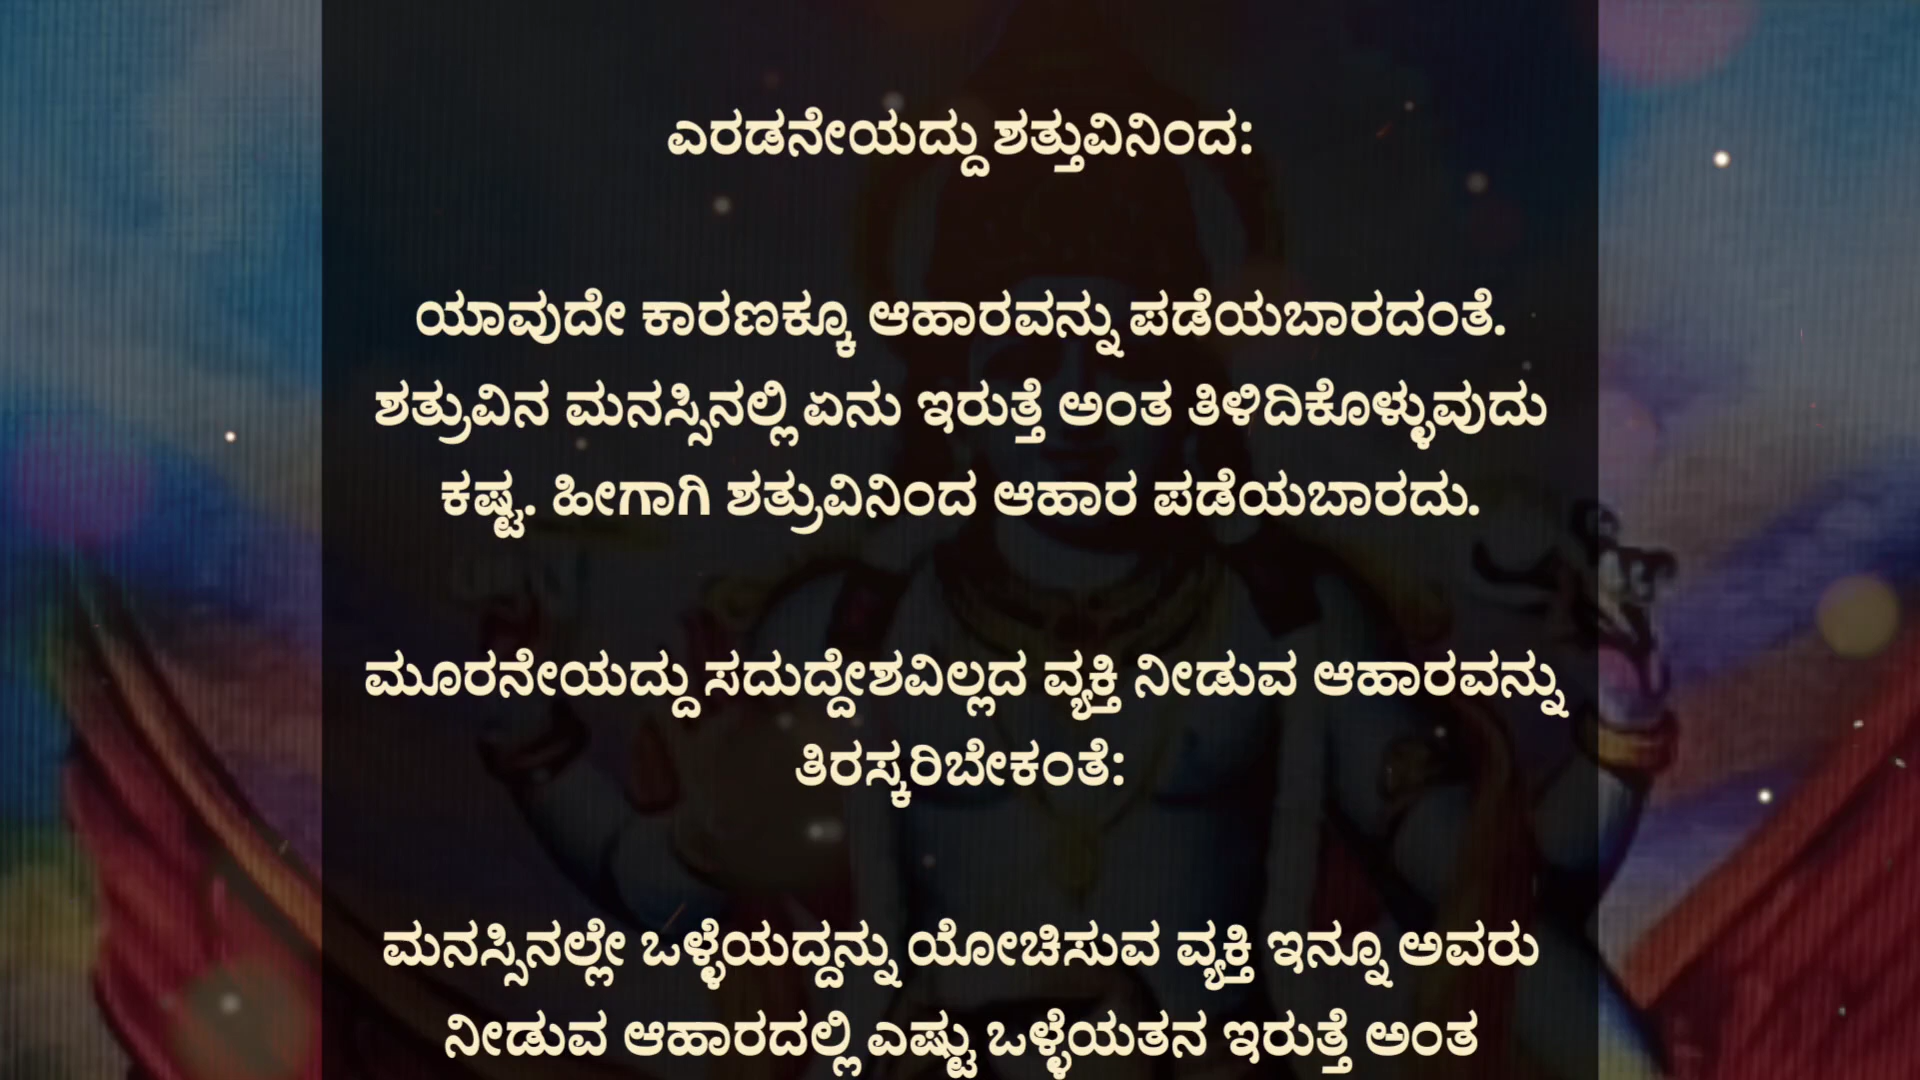 ಎರಡನೇಯದ್ದು ಶತ್ತುವಿನಿಂದ:
ಯಾವುದೇ ಕಾರಣಕ್ಕೂ ಆಹಾರವನ್ನು ಪಡೆಯಬಾರದಂತೆ.
ಶತ್ರುವಿನ ಮನಸ್ಸಿನಲ್ಲಿ ಏನು ಇರುತ್ತೆ ಅಂತ ತಿಳಿದಿಕೊಳ್ಳುವುದು
ಕಷ್ಟ. ಹೀಗಾಗಿ ಶತ್ರುವಿನಿಂದ ಆಹಾರ ಪಡೆಯಬಾರದು.
ಮೂರನೇಯದ್ದು ಸದುದ್ದೇಶವಿಲ್ಲದ ವ್ಯಕ್ತಿ ನೀಡುವ ಆಹಾರವನ್ನು
ತಿರಸ್ಕರಿಬೇಕಂತೆ:
ಮನಸ್ಸಿನಲ್ಲೇ ಒಳ್ಳೆಯದ್ದನ್ನು ಯೋಚಿಸುವ ವ್ಯಕ್ತಿ ಇನ್ನೂ ಅವರು
ನೀಡುವ ಆಹಾರದಲ್ಲಿ ಎಷ್ಟು ಒಳ್ಳೆಯತನ ಇರುತ್ತೆ ಅಂತ